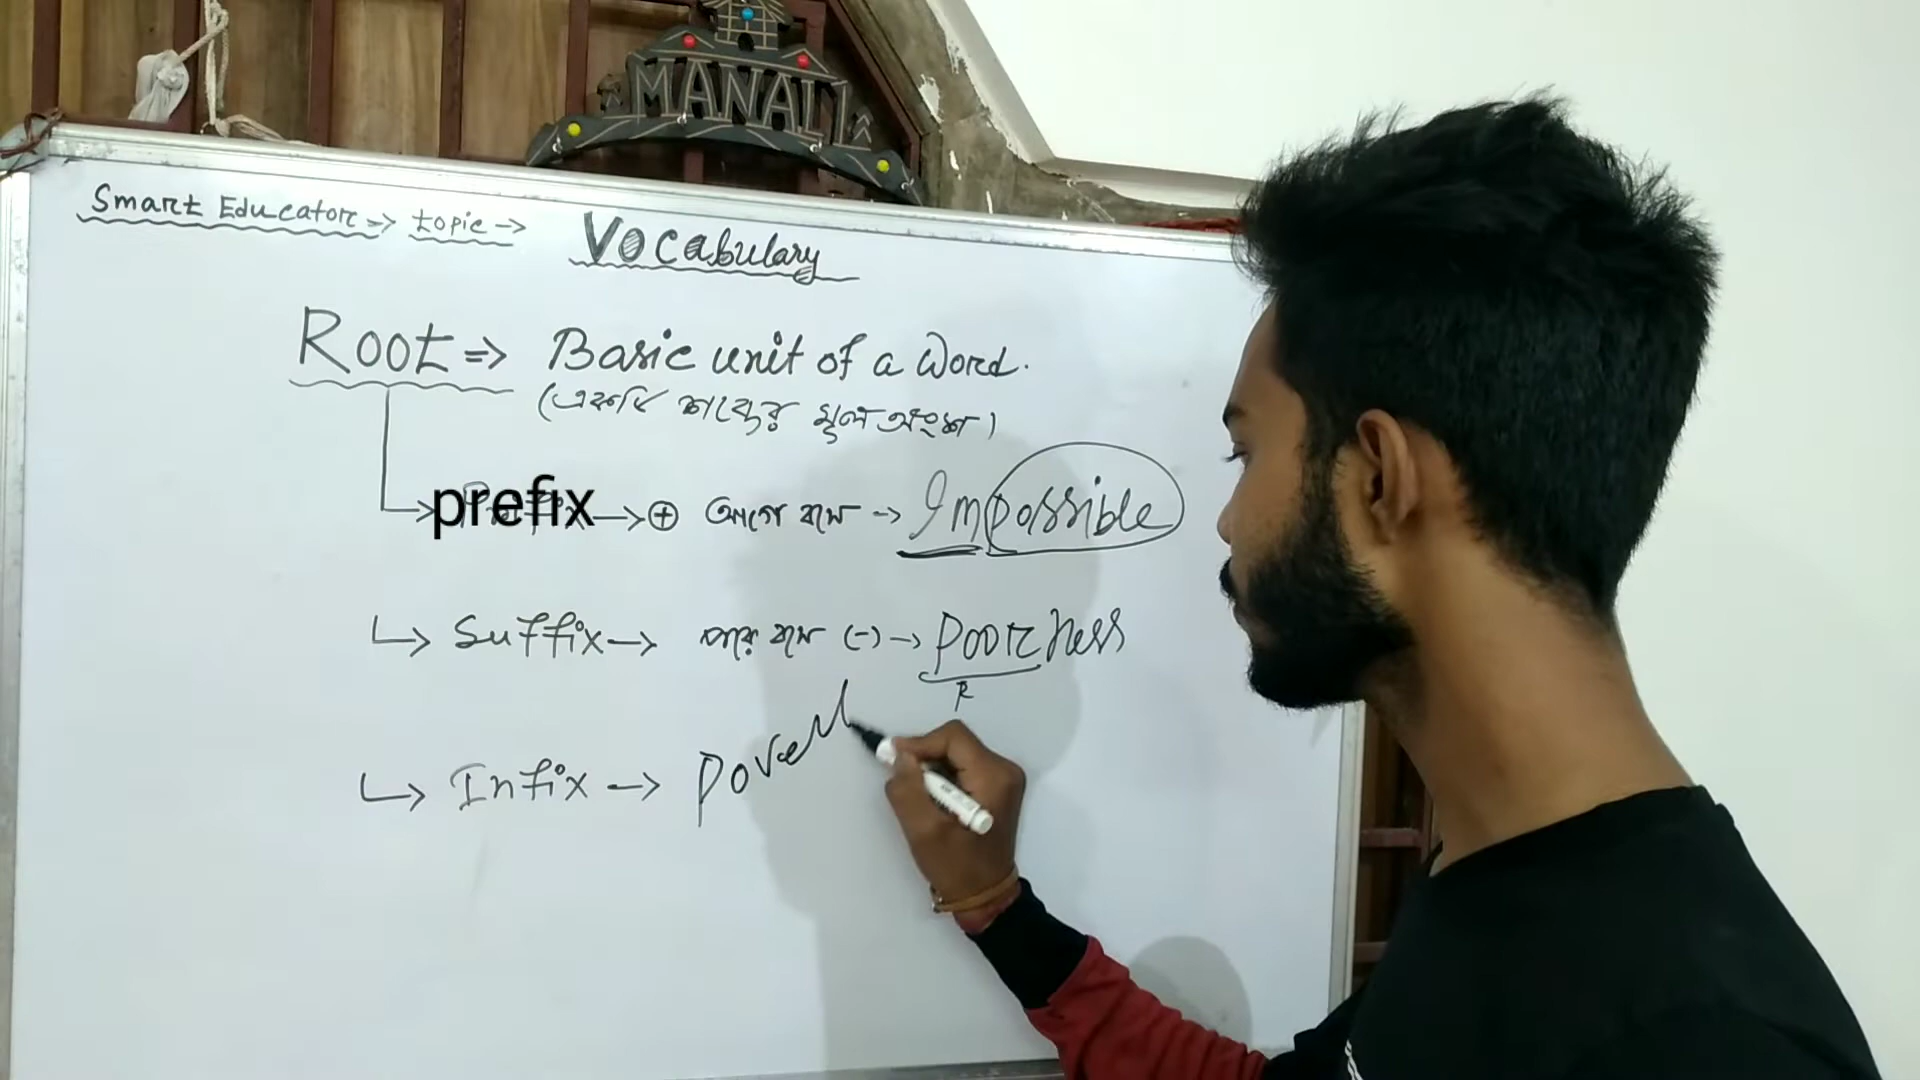 MANALI
Smart Educator => topic -> Vocabulary
Root => Basic unit of a word.
(একটি শব্দের মূল অংশ)
prefix -> ⊕ আগে বসে -> Impossible
↳ Suffix -> পরে বসে (-) -> Poorness
R
↳ Infix -> Pover